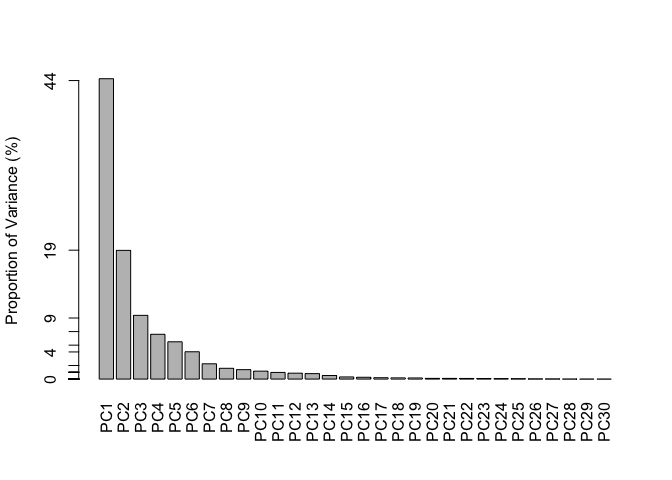 Proportion of Variance (%)
44
19
9
4
0
PC1
PC2
PC3
PC4
PC5
PC6
PC7
PC8
PC9
PC10
PC11
PC12
PC13
PC14
PC15
PC16
PC17
PC18
PC19
PC20
PC21
PC22
PC23
PC24
PC25
PC26
PC27
PC28
PC29
PC30